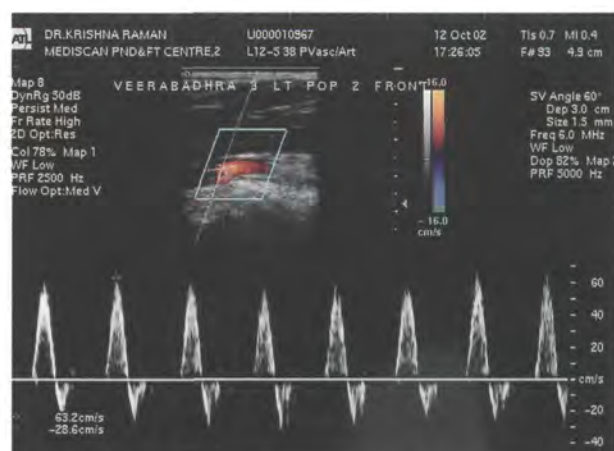 ATL DR.KRISHNA RAMAN U000010967 12 Oct 02 TIs 0.7 MI 0.4
MEDISCAN PND&FT CENTRE,2 L12-5 38 PVasc/Art 17:26:05 F# 93 4.9 cm
VEERABADHRA 3 LT POP 2 FRONT
Map 8
DynRg 50dB
Persist Med
Fr Rate High
2D Opt:Res
Col 78% Map 1
WF Low
PRF 2500 Hz
Flow Opt:Med V
-16.0
- 16.0
cm/s
SV Angle 60°
Dep 3.0 cm
Size 1.5 mm
Freq 6.0 MHz
WF Low
Dop 82% Map
PRF 5000 Hz
60
40
20
cm/s
-20
-40
63.2cm/s
-28.6cm/s